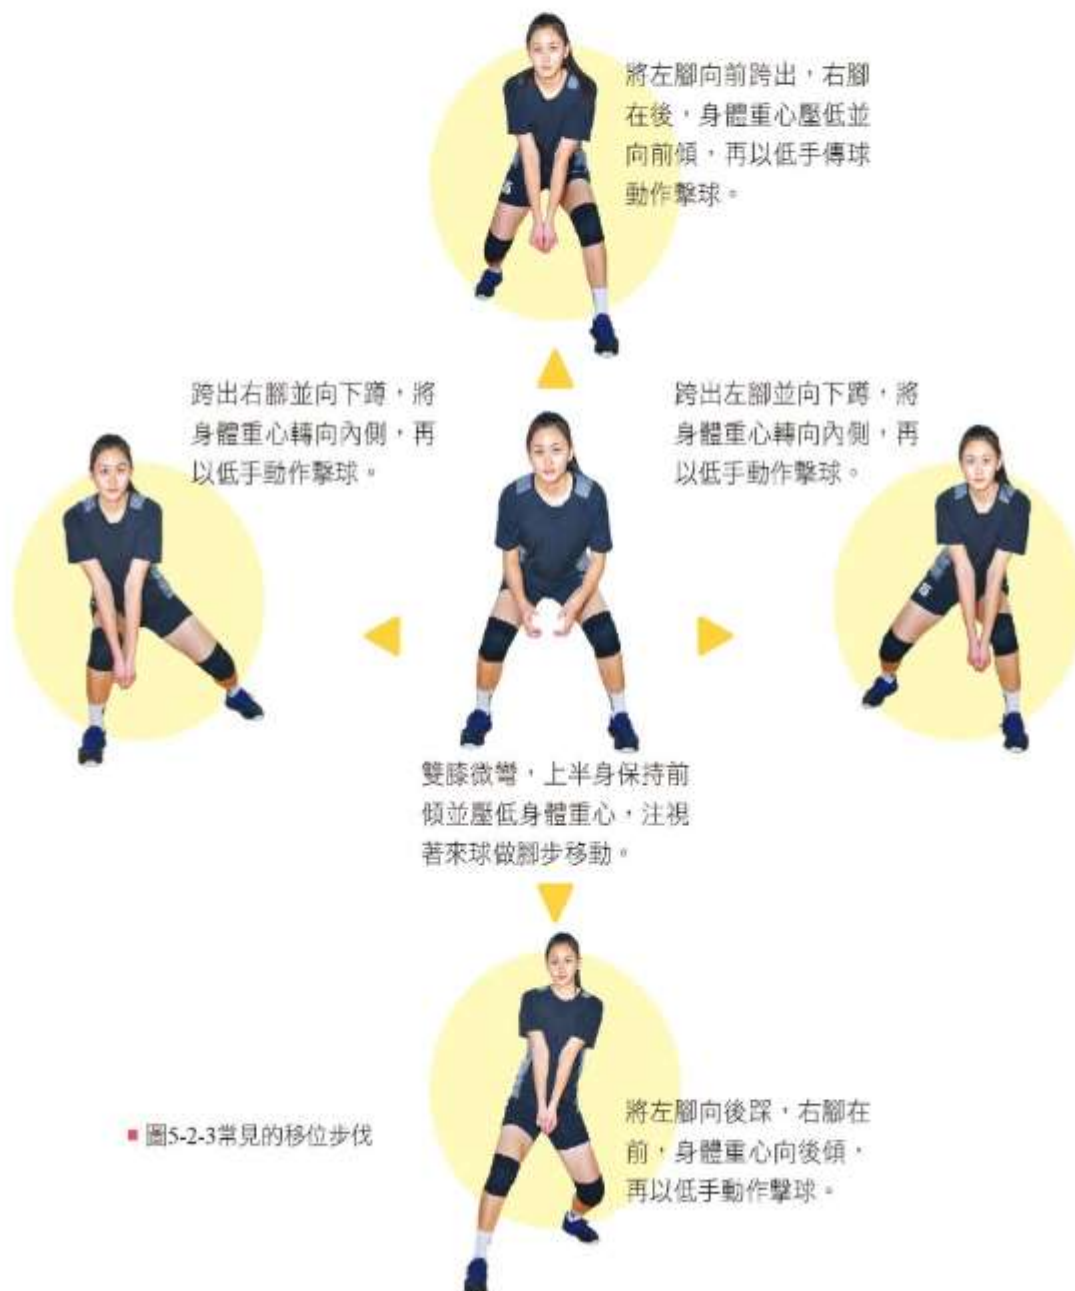 將左腳向前跨出，右腳
在後，身體重心壓低並
向前傾，再以低手傳球
動作擊球。
跨出右腳並向下蹲，將
身體重心轉向內側，再
以低手動作擊球。
跨出左腳並向下蹲，將
身體重心轉向內側，再
以低手動作擊球。
雙膝微彎，上半身保持前
傾並壓低身體重心，注視
著來球做腳步移動。
圖5-2-3常見的移位步伐
將左腳向後踩，右腳在
前，身體重心向後傾，
再以低手動作擊球。